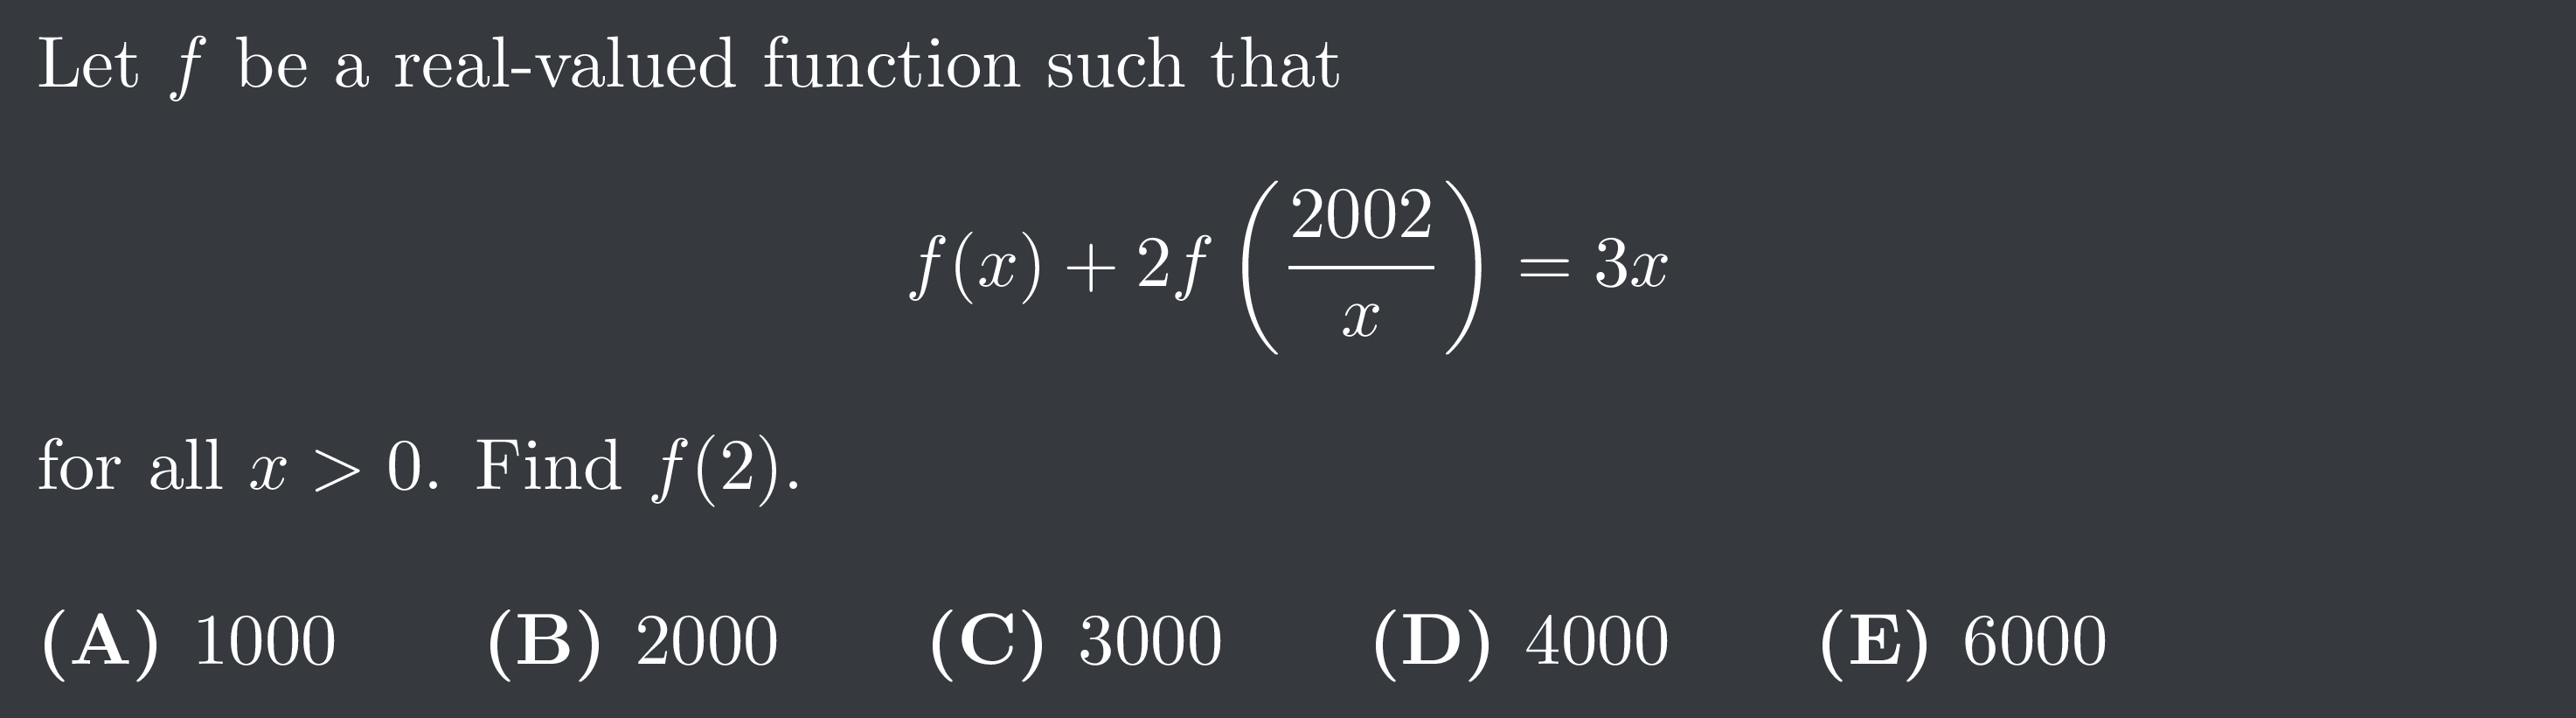 Let f be a real-valued function such that
f(x) + 2f(2002/x) = 3x
for all x > 0. Find f(2).
(A) 1000 (B) 2000 (C) 3000 (D) 4000 (E) 6000